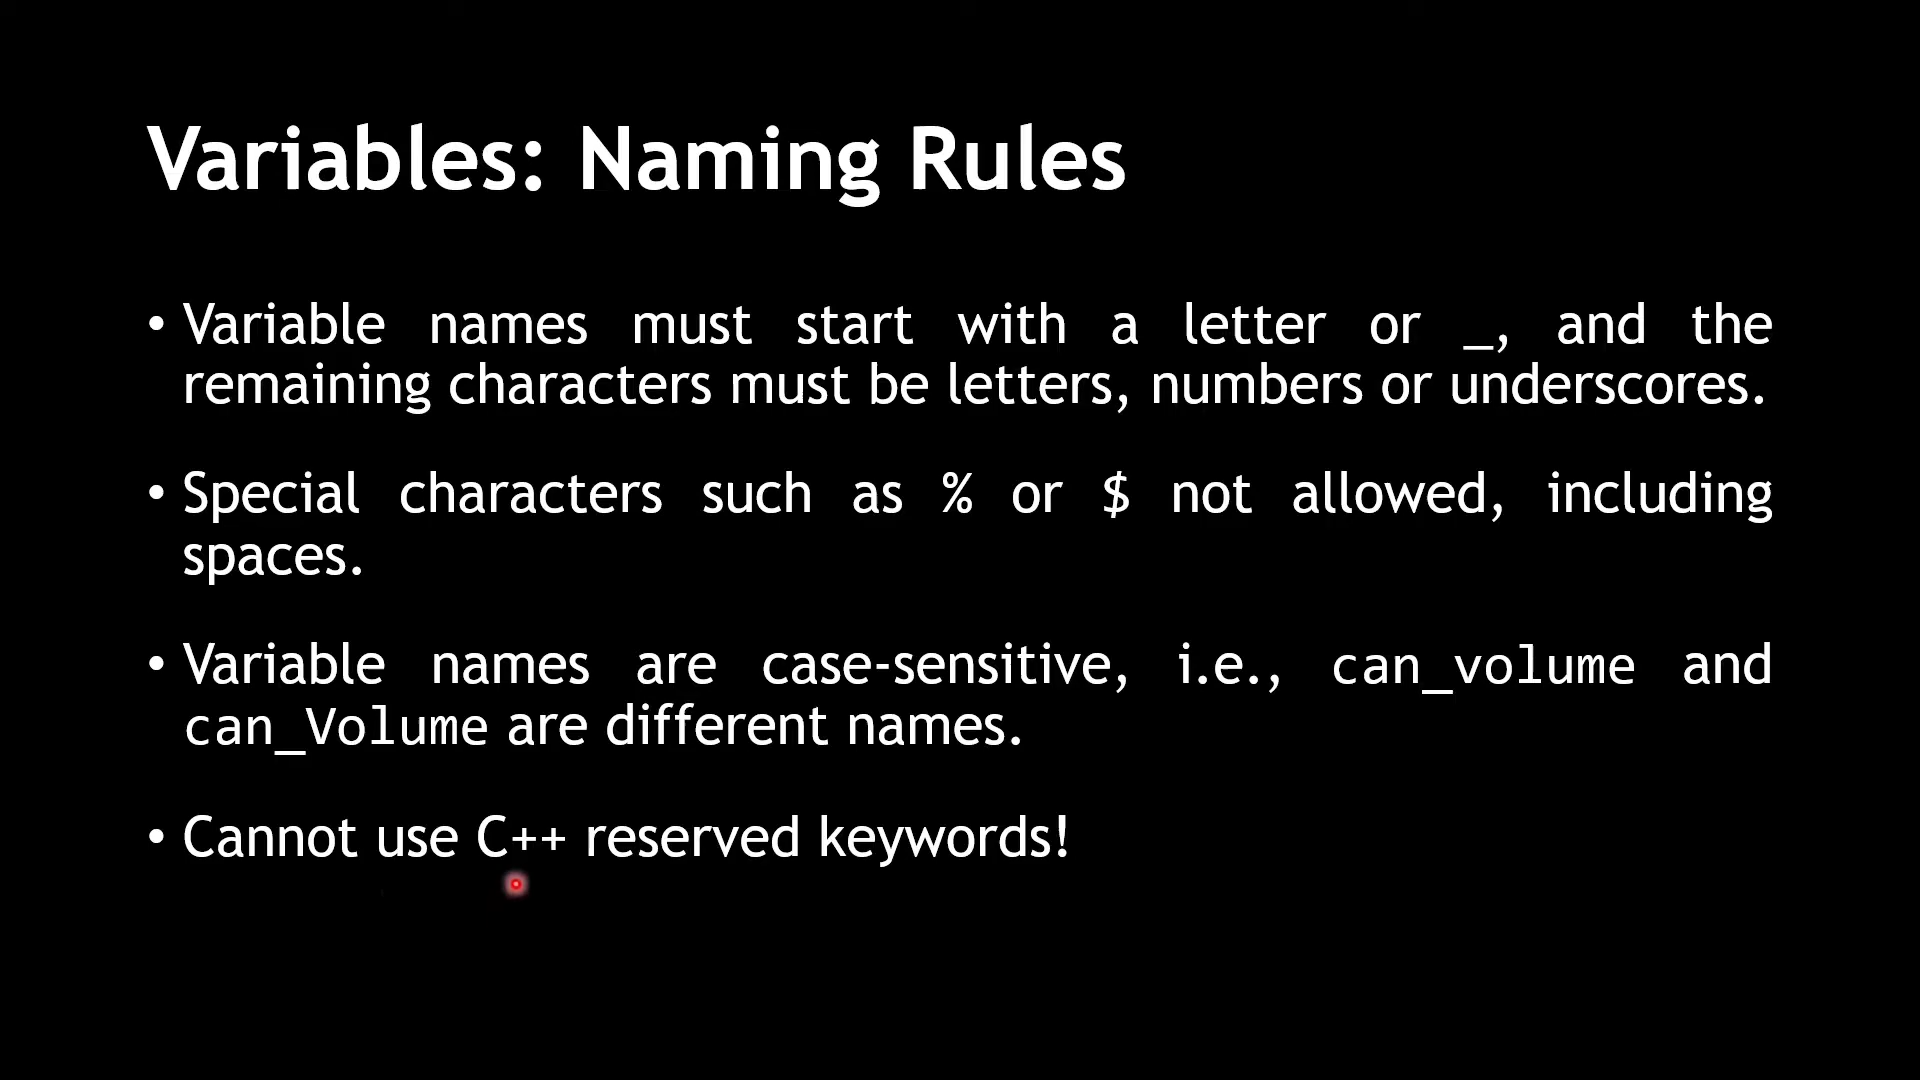 Variables: Naming Rules
• Variable names must start with a letter or _, and the
remaining characters must be letters, numbers or underscores.
• Special characters such as % or $ not allowed, including
spaces.
• Variable names are case-sensitive, i.e., can_volume and
can_Volume are different names.
• Cannot use C++ reserved keywords!